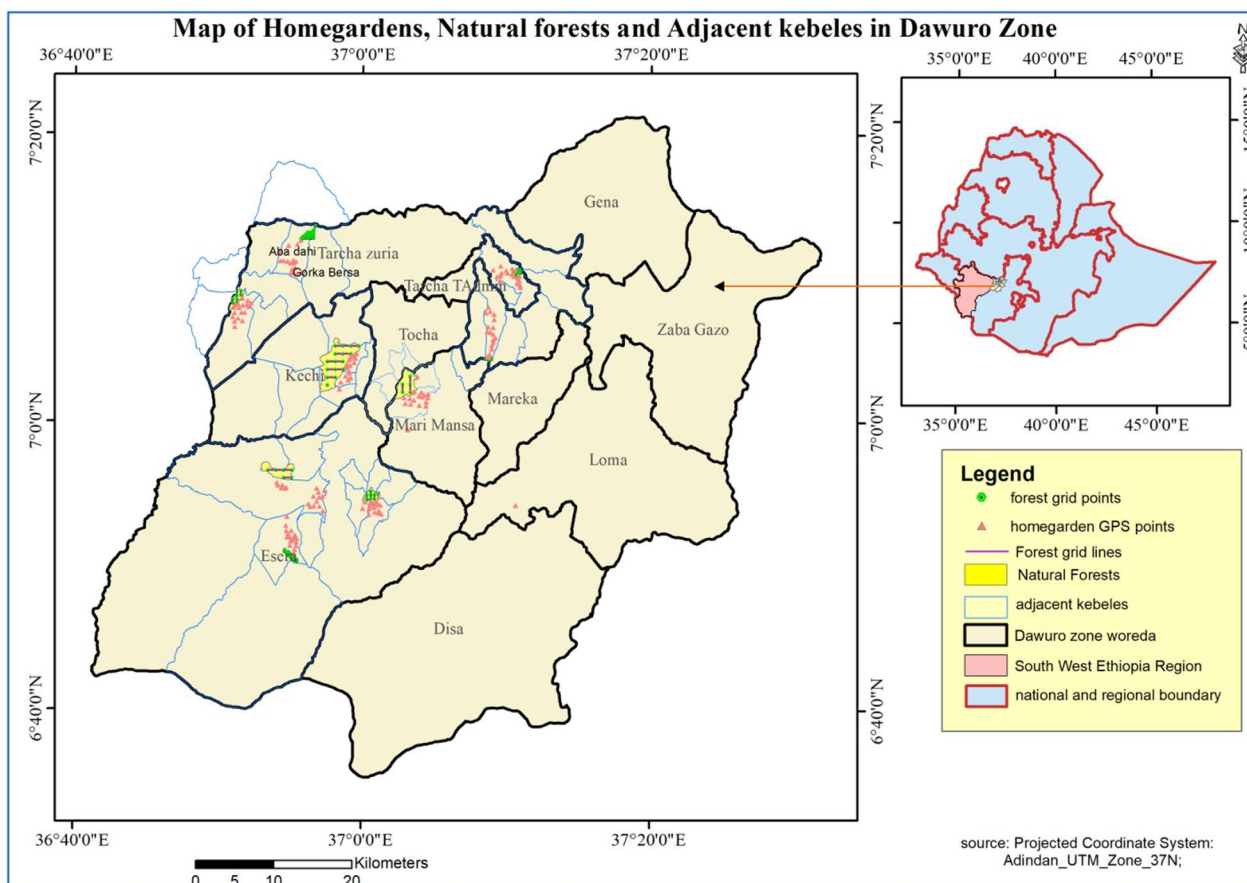 Map of Homegardens, Natural forests and Adjacent kebeles in Dawuro Zone
36°40'0"E
37°0'0"E
37°20'0"E
35°0'0"E
40°0'0"E
45°0'0"E
7°20'0"N
7°0'0"N
6°40'0"N
7°20'0"N
7°0'0"N
6°40'0"N
Gena
Aba dahi
Tarcha zuria
Gorka Bersa
Tocha
Zaba Gazo
Kechi
Mareka
Mari Mansa
Loma
Esera
Disa
36°40'0"E
37°0'0"E
37°20'0"E
35°0'0"E
40°0'0"E
45°0'0"E
Legend
forest grid points
homegarden GPS points
Forest grid lines
Natural Forests
adjacent kebeles
Dawuro zone woreda
South West Ethiopia Region
national and regional boundary
Kilometers
0 5 10 20
source: Projected Coordinate System:
Adindan_UTM_Zone_37N;